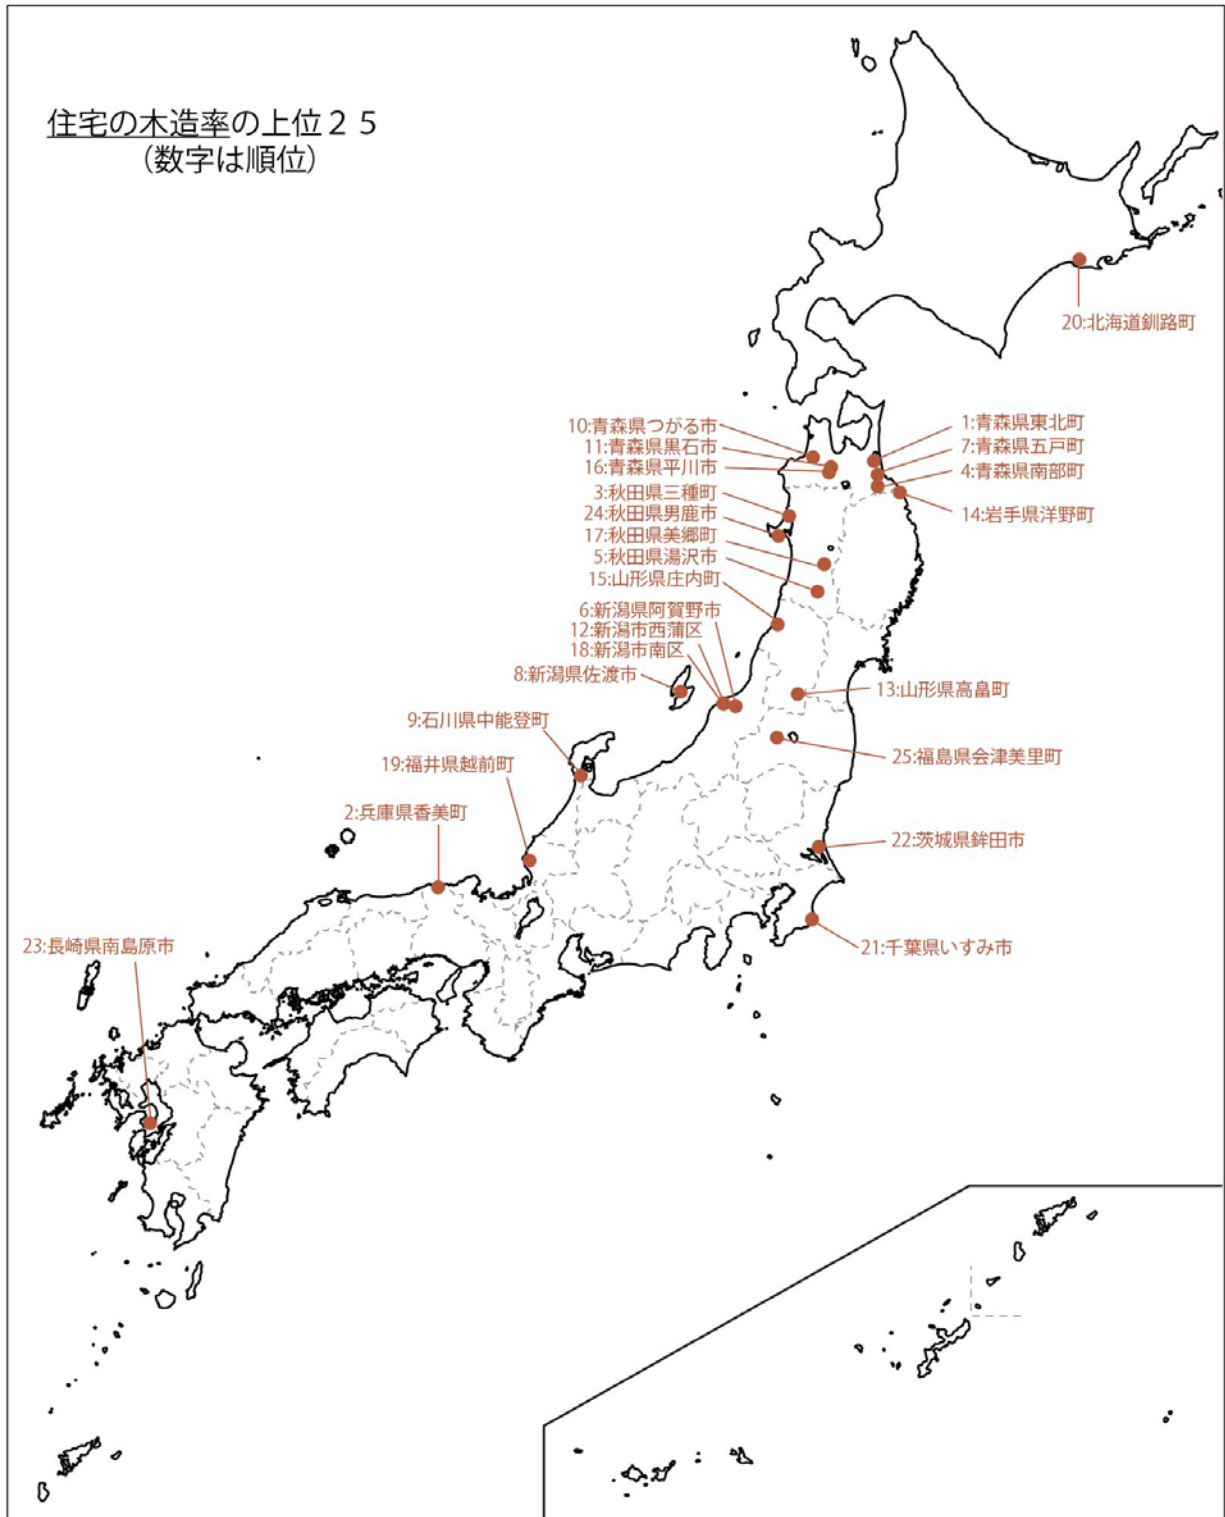 住宅の木造率の上位２５
（数字は順位）
20:北海道釧路町
10:青森県つがる市
11:青森県黒石市
16:青森県平川市
3:秋田県三種町
24:秋田県男鹿市
17:秋田県美郷町
5:秋田県湯沢市
15:山形県庄内町
6:新潟県阿賀野市
12:新潟市西蒲区
18:新潟市南区
8:新潟県佐渡市
9:石川県中能登町
19:福井県越前町
2:兵庫県香美町
23:長崎県南島原市
1:青森県東北町
7:青森県五戸町
4:青森県南部町
14:岩手県洋野町
13:山形県高畠町
25:福島県会津美里町
22:茨城県鉾田市
21:千葉県いすみ市